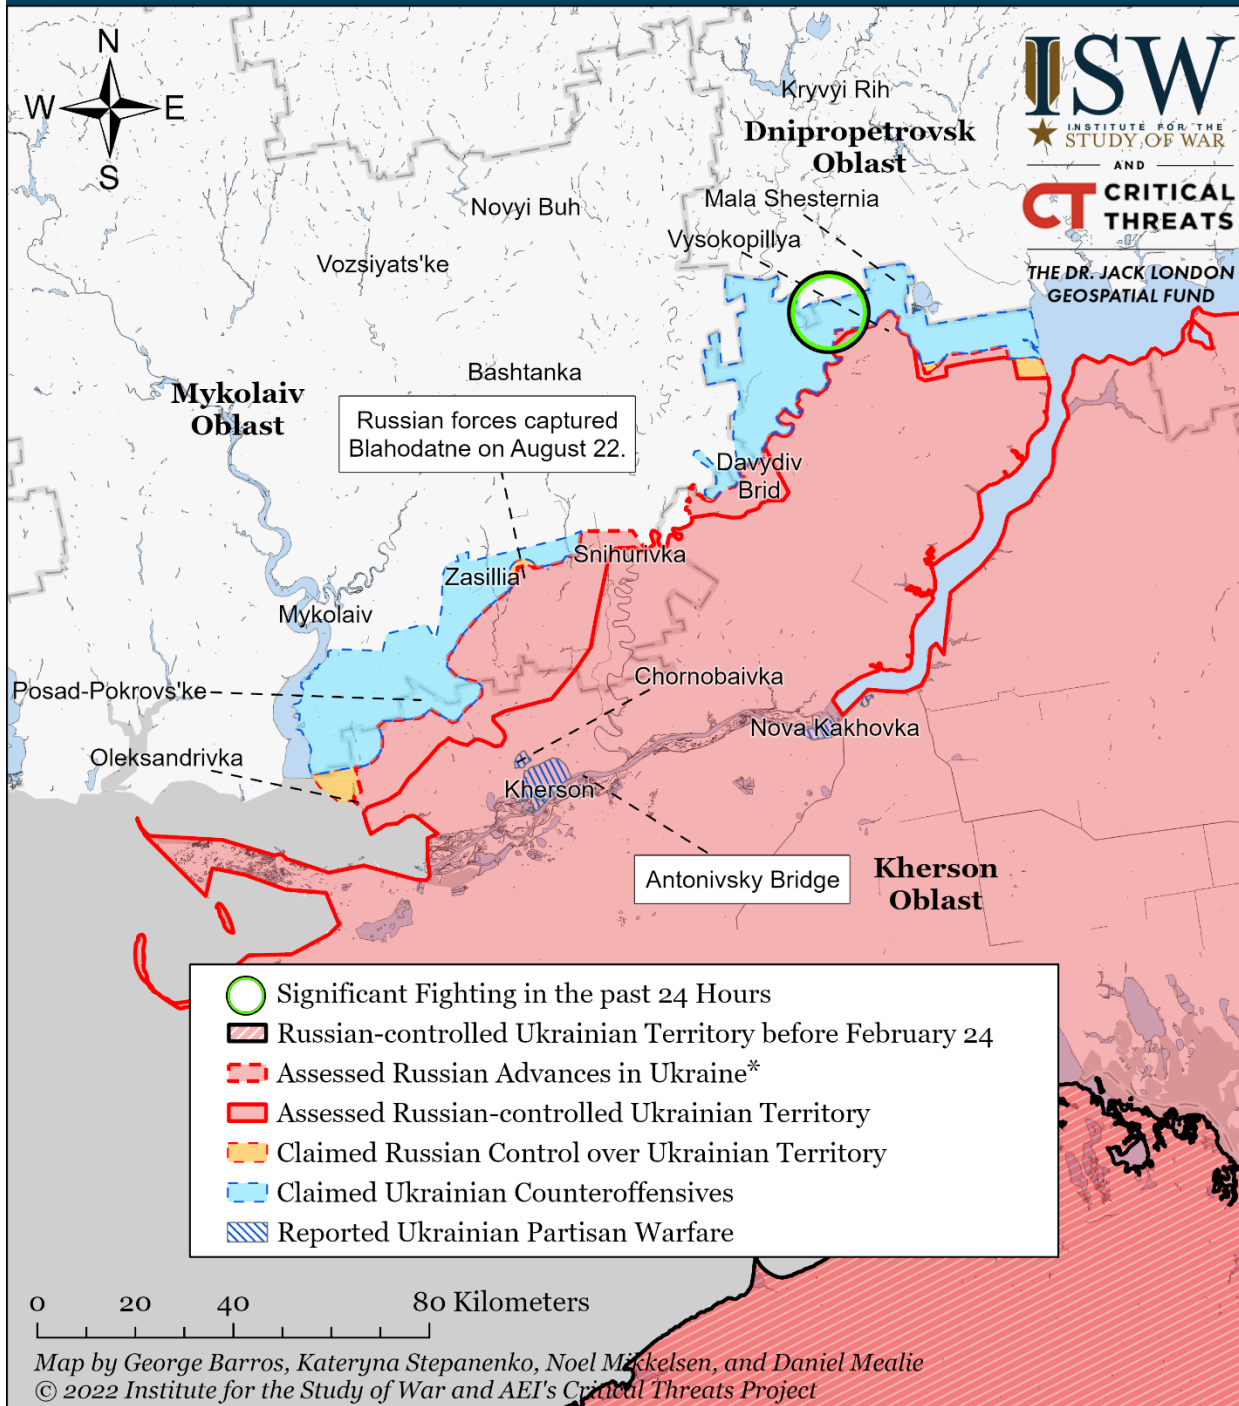 N
W E
S
ISW
INSTITUTE FOR THE
STUDY OF WAR
AND
CT CRITICAL
THREATS
THE DR. JACK LONDON
GEOSPATIAL FUND
Kryvyi Rih
Dnipropetrovsk
Oblast
Mala Shesternia
Novyi Buh
Vysokopillya
Vozsiyats'ke
Bashtanka
Mykolaiv
Oblast
Russian forces captured
Blahodatne on August 22.
Davydiv
Brid
Snihurivka
Zasillia
Mykolaiv
Chornobaivka
Posad-Pokrovs'ke
Nova Kakhovka
Oleksandrivka
Kherson
Antonivsky Bridge
Kherson
Oblast
Significant Fighting in the past 24 Hours
Russian-controlled Ukrainian Territory before February 24
Assessed Russian Advances in Ukraine*
Assessed Russian-controlled Ukrainian Territory
Claimed Russian Control over Ukrainian Territory
Claimed Ukrainian Counteroffensives
Reported Ukrainian Partisan Warfare
0 20 40 80 Kilometers
Map by George Barros, Kateryna Stepanenko, Noel Mikkelsen, and Daniel Mealie
© 2022 Institute for the Study of War and AEI's Critical Threats Project